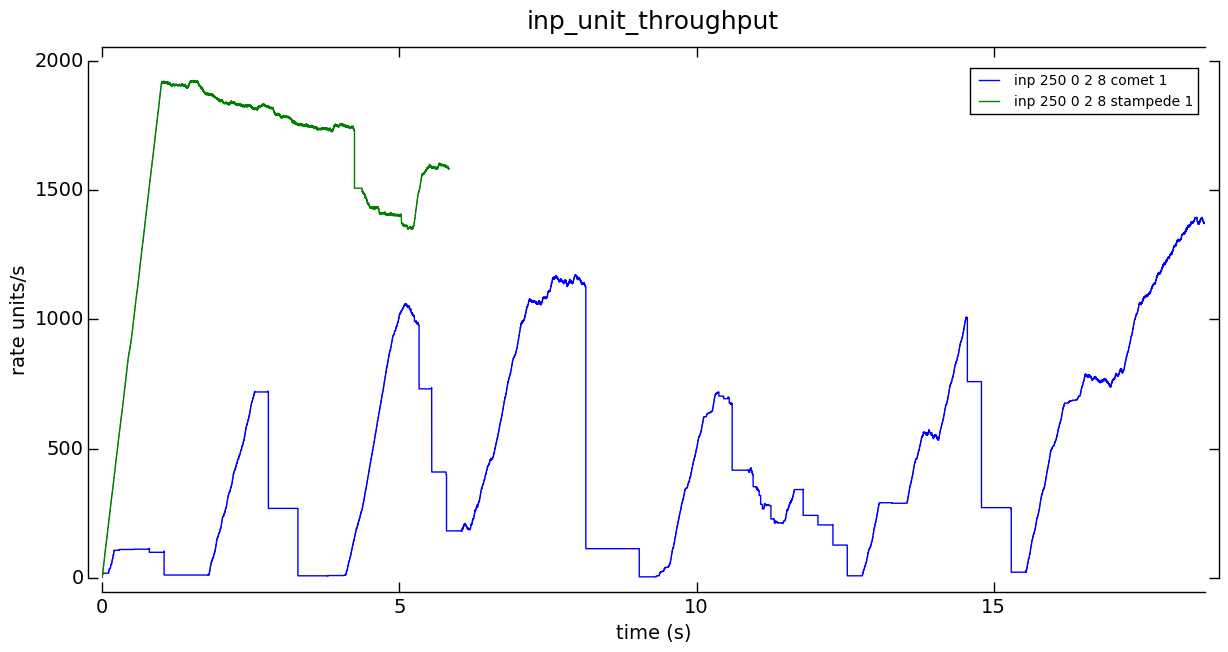 inp_unit_throughput
2000
1500
1000
500
0
rate units/s
inp 250 0 2 8 comet 1
inp 250 0 2 8 stampede 1
0 5 10 15
time (s)